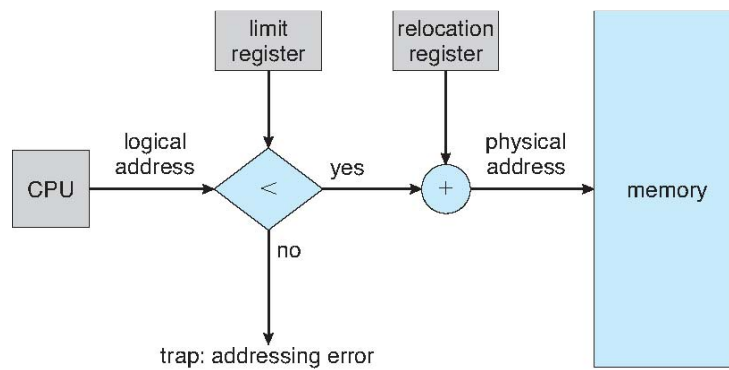 limit
register
relocation
register
logical
address
physical
address
CPU
<
yes
+
memory
no
trap: addressing error